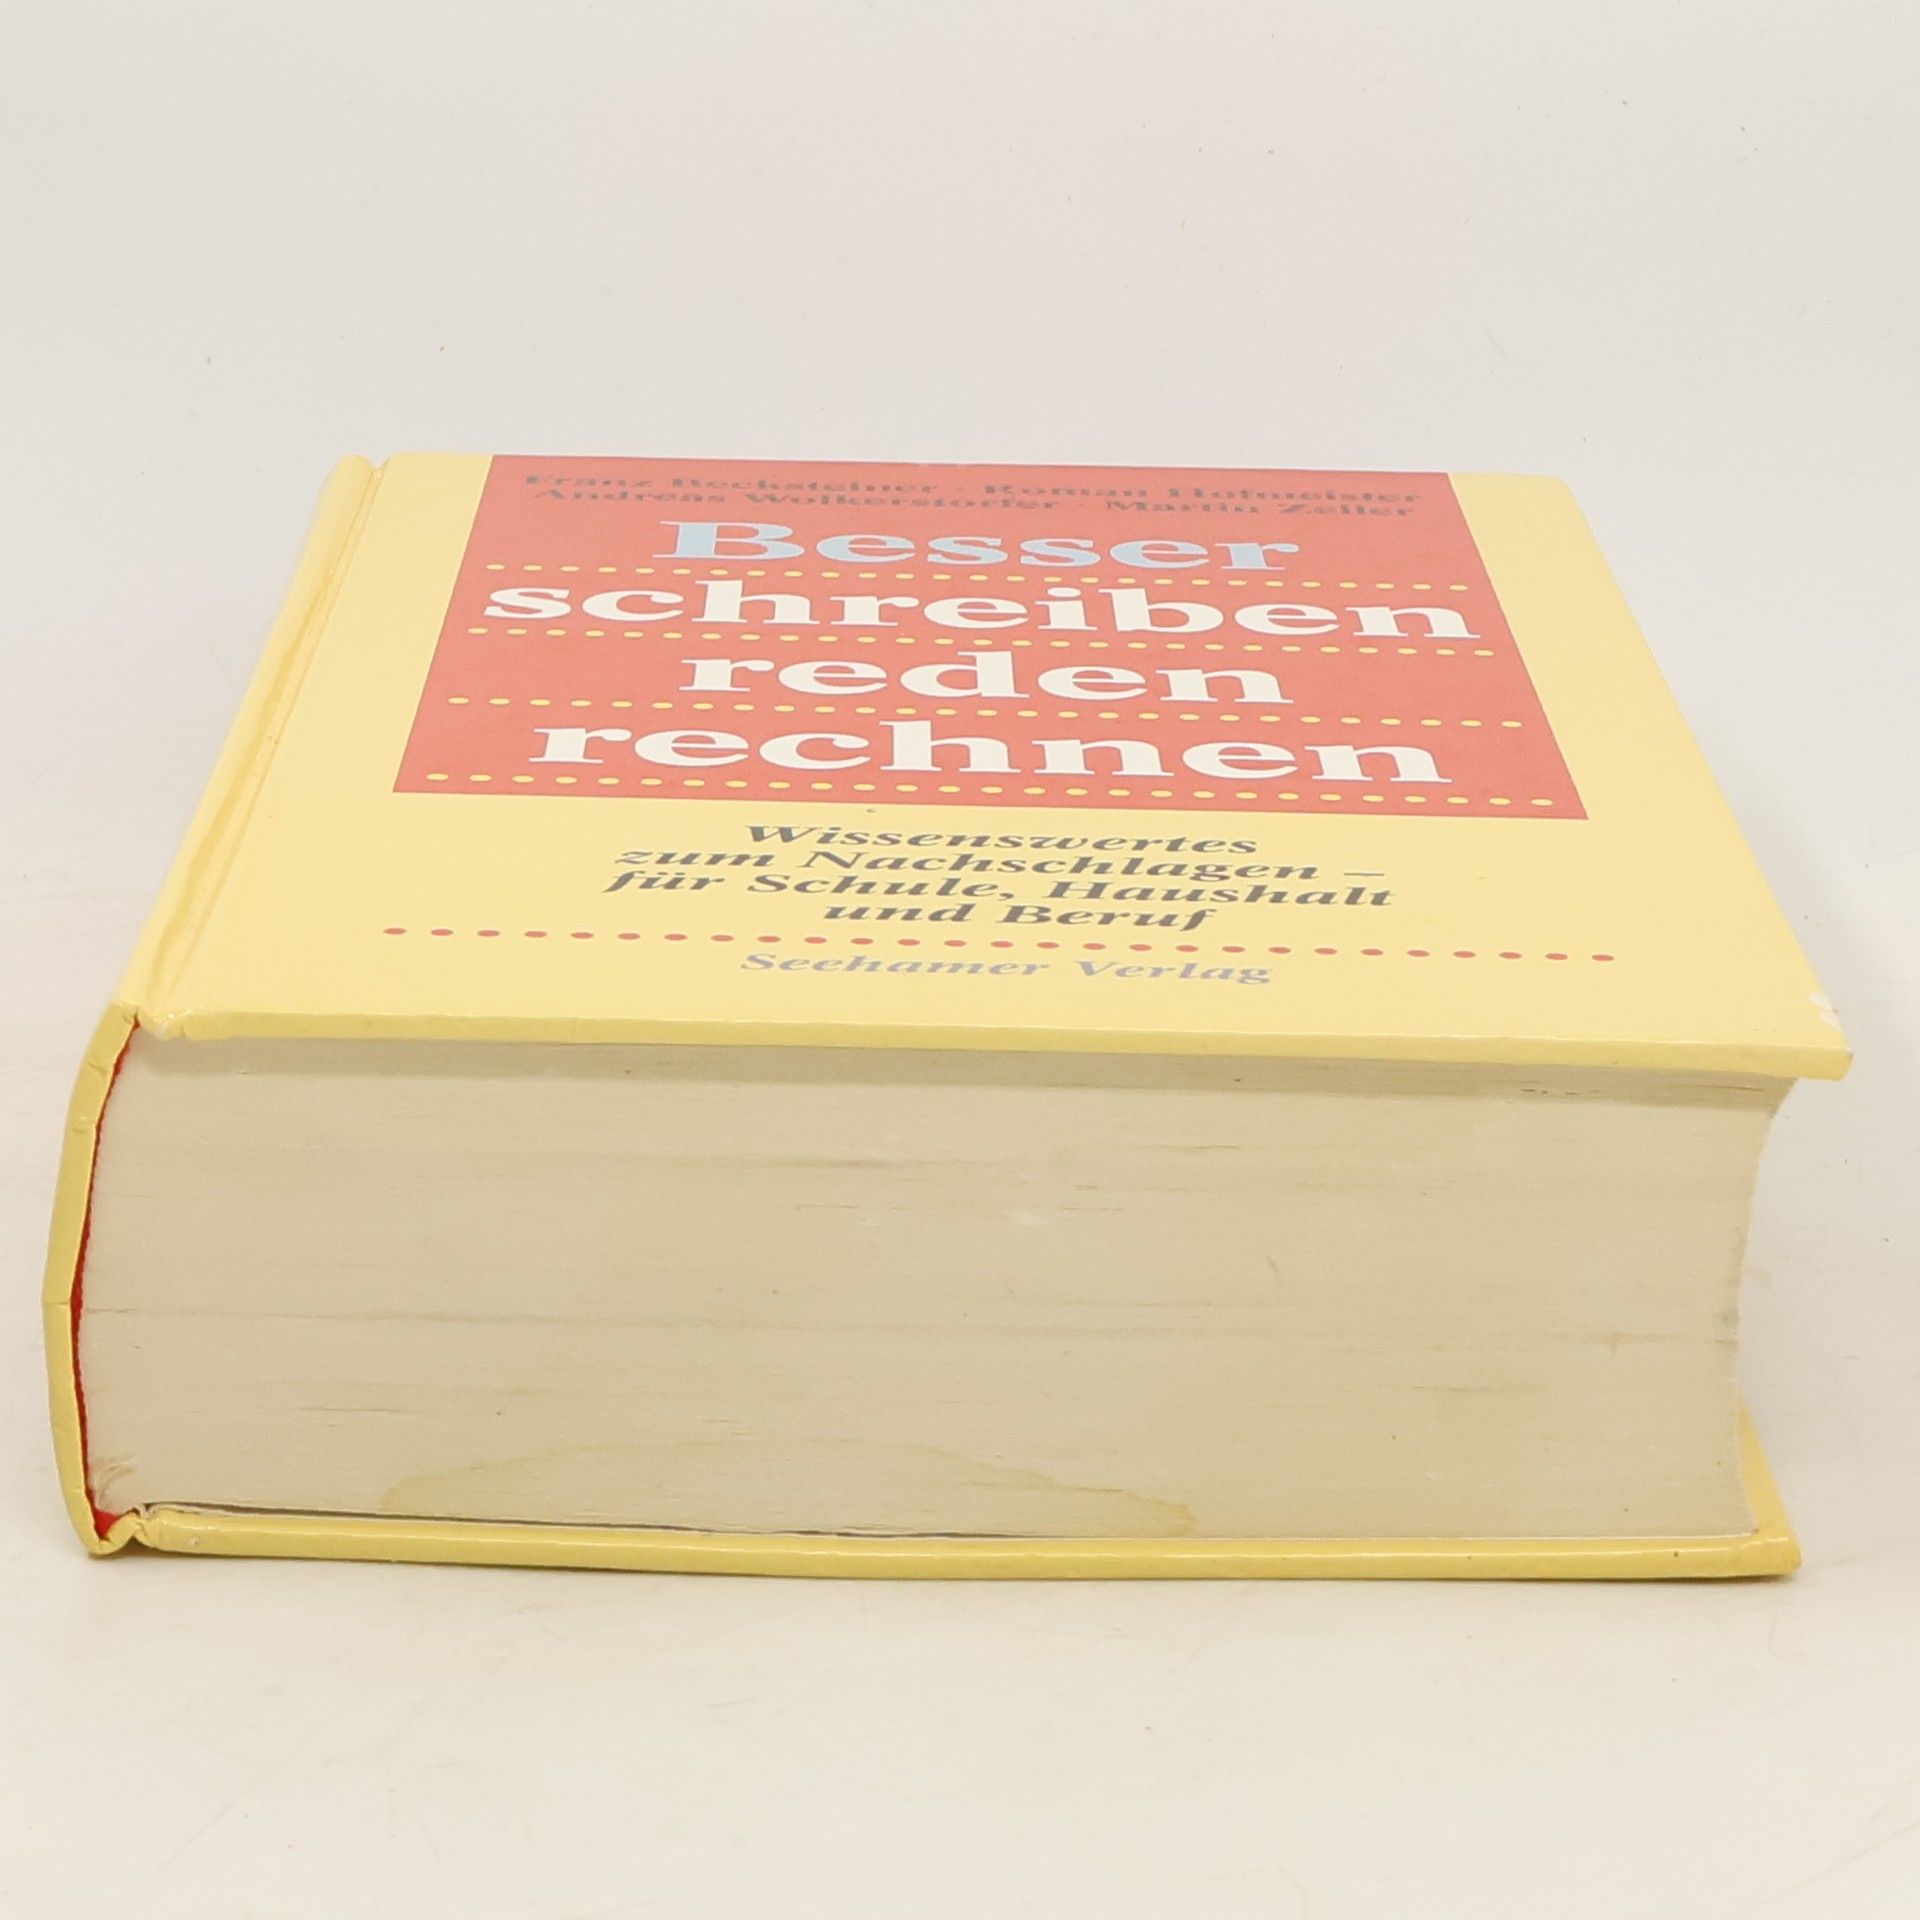 Franz Recksteiner · Roman Hofmeister
Andreas Wolkerstorfer · Martin Zeller
Besser
schreiben
reden
rechnen
Wissenswertes
zum Nachschlagen –
für Schule, Haushalt
und Beruf
Seehamer Verlag